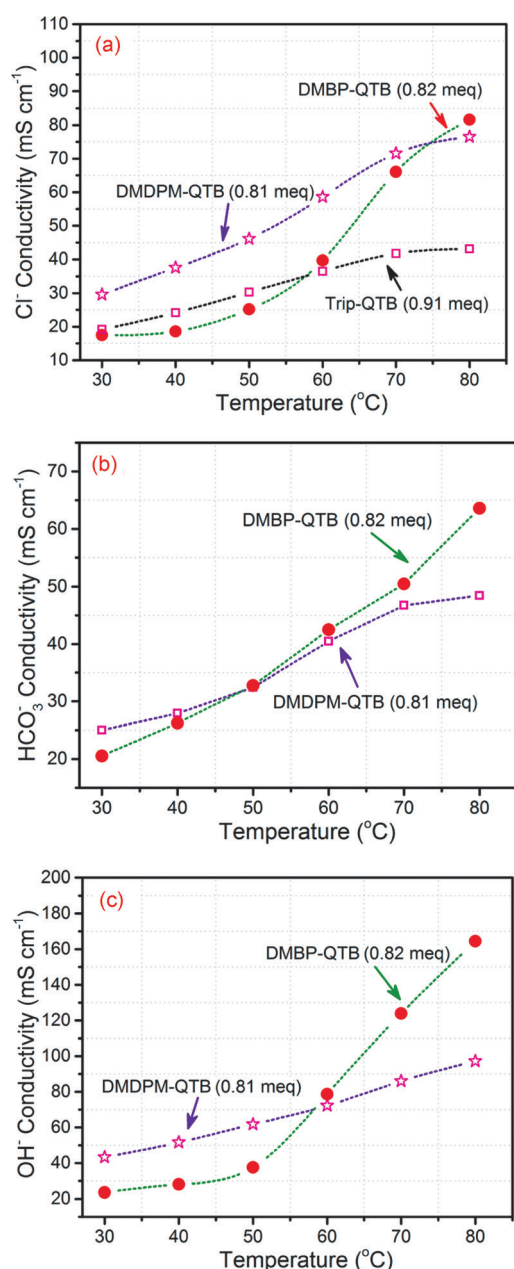 (a)
DMBP-QTB (0.82 meq)
DMDPM-QTB (0.81 meq)
Trip-QTB (0.91 meq)
Cl⁻ Conductivity (mS cm⁻¹)
100
90
80
70
60
50
40
30
20
10
30 40 50 60 70 80
Temperature (°C)
(b)
DMBP-QTB (0.82 meq)
DMDPM-QTB (0.81 meq)
HCO₃⁻ Conductivity (mS cm⁻¹)
70
60
50
40
30
20
30 40 50 60 70 80
Temperature (°C)
(c)
DMBP-QTB (0.82 meq)
DMDPM-QTB (0.81 meq)
OH⁻ Conductivity (mS cm⁻¹)
200
180
160
140
120
100
80
60
40
20
30 40 50 60 70 80
Temperature (°C)